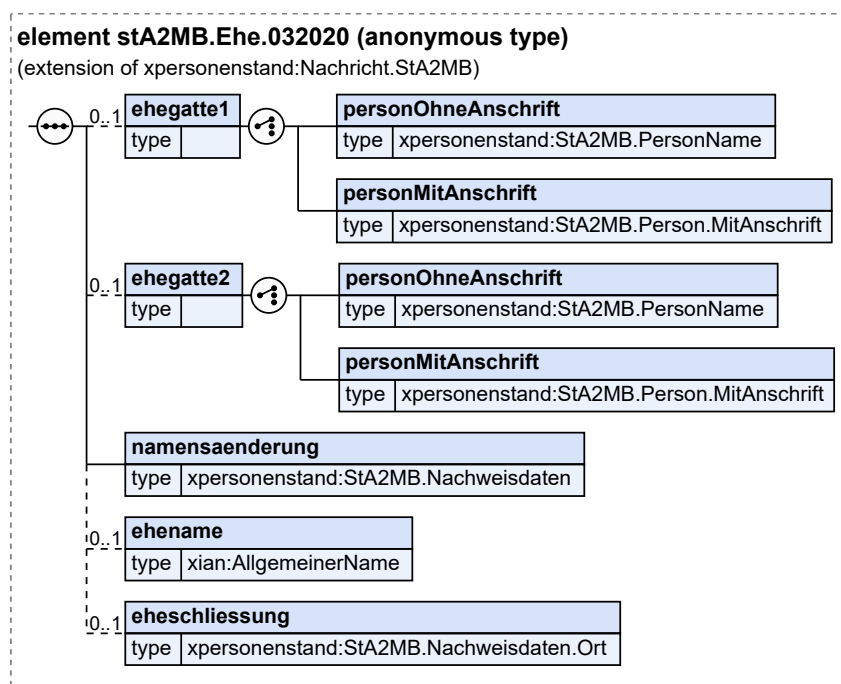 element stA2MB.Ehe.032020 (anonymous type)
(extension of xpersonenstand:Nachricht.StA2MB)
0..1
ehegatte1
type
personOhneAnschrift
type xpersonenstand:StA2MB.PersonName
personMitAnschrift
type xpersonenstand:StA2MB.Person.MitAnschrift
0..1
ehegatte2
type
personOhneAnschrift
type xpersonenstand:StA2MB.PersonName
personMitAnschrift
type xpersonenstand:StA2MB.Person.MitAnschrift
namensaenderung
type xpersonenstand:StA2MB.Nachweisdaten
0..1
ehename
type xian:AllgemeinerName
0..1
eheschliessung
type xpersonenstand:StA2MB.Nachweisdaten.Ort